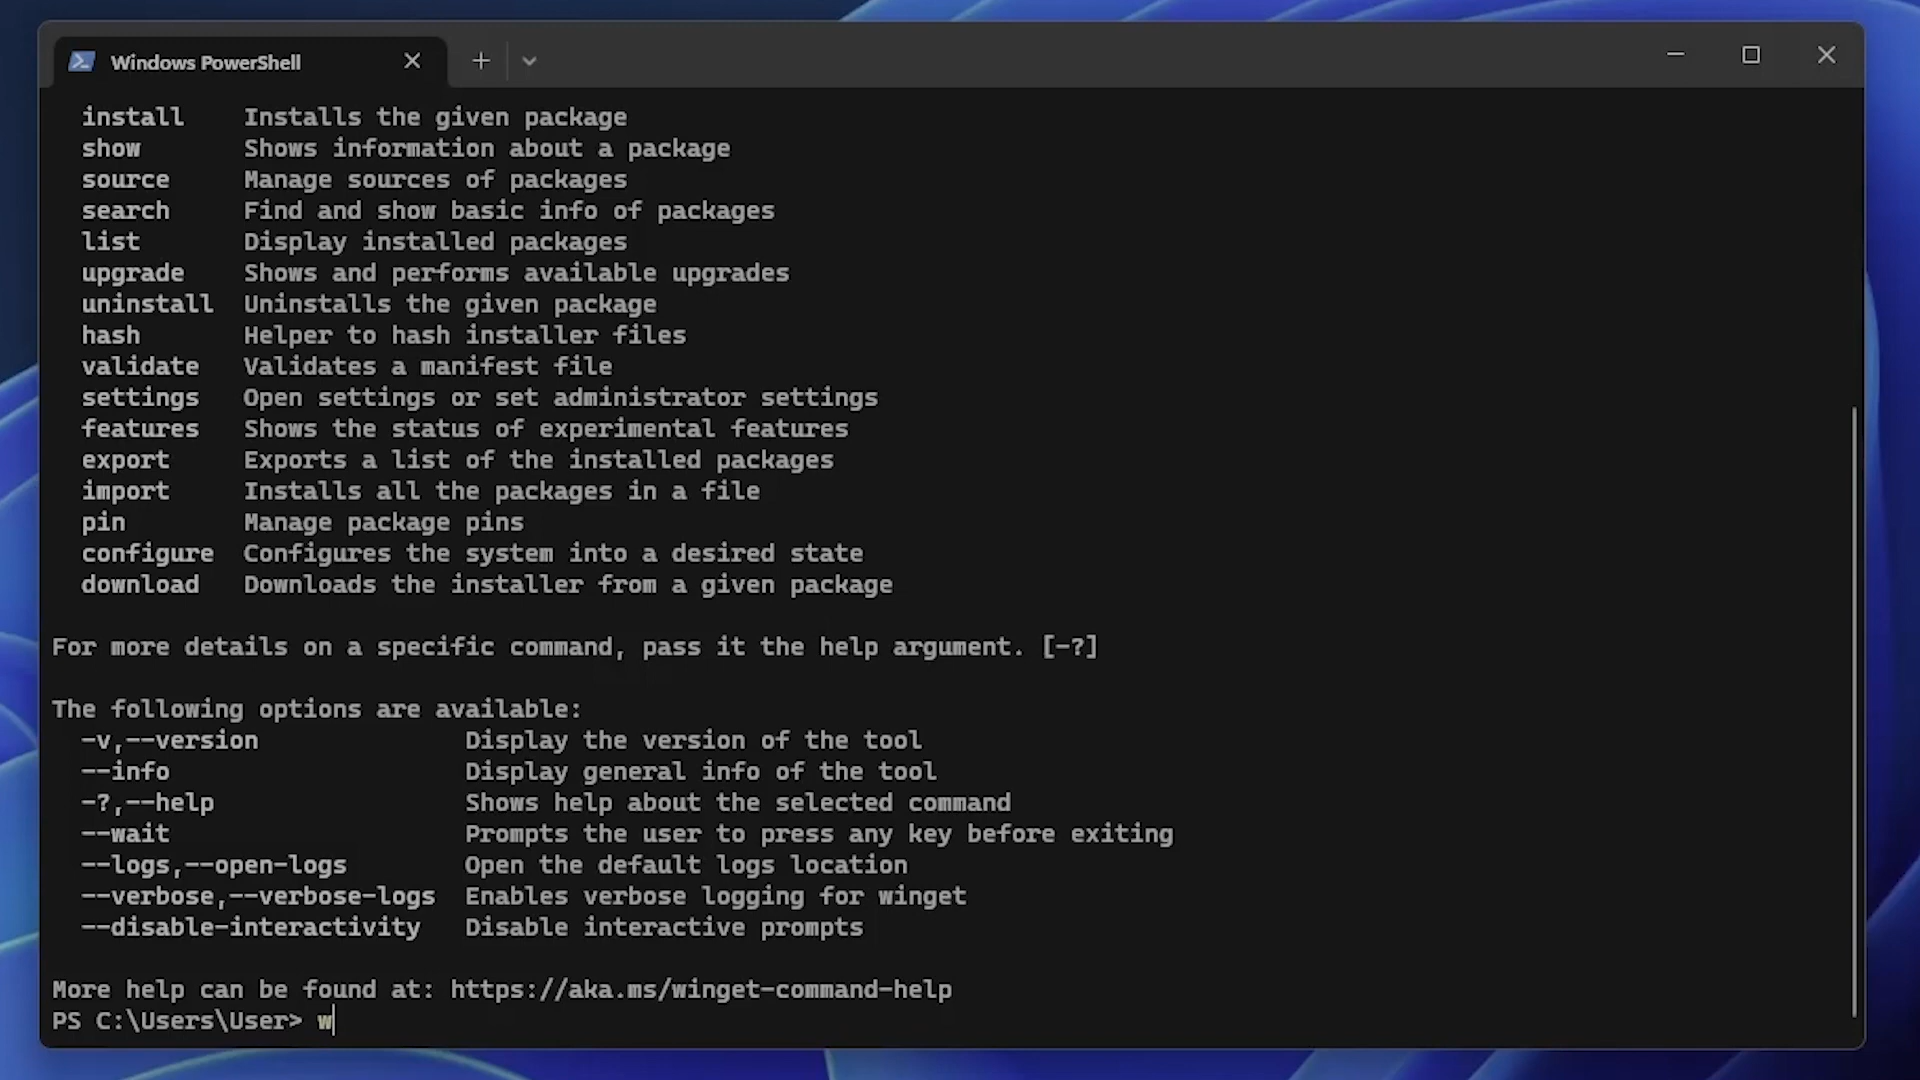 Windows PowerShell
install    Installs the given package
show       Shows information about a package
source     Manage sources of packages
search     Find and show basic info of packages
list       Display installed packages
upgrade    Shows and performs available upgrades
uninstall  Uninstalls the given package
hash       Helper to hash installer files
validate   Validates a manifest file
settings   Open settings or set administrator settings
features   Shows the status of experimental features
export     Exports a list of the installed packages
import     Installs all the packages in a file
pin        Manage package pins
configure  Configures the system into a desired state
download   Downloads the installer from a given package
For more details on a specific command, pass it the help argument. [-?]
The following options are available:
-v,--version              Display the version of the tool
--info                    Display general info of the tool
-?,--help                 Shows help about the selected command
--wait                    Prompts the user to press any key before exiting
--logs,--open-logs        Open the default logs location
--verbose,--verbose-logs  Enables verbose logging for winget
--disable-interactivity   Disable interactive prompts
More help can be found at: https://aka.ms/winget-command-help
PS C:\Users\User> w